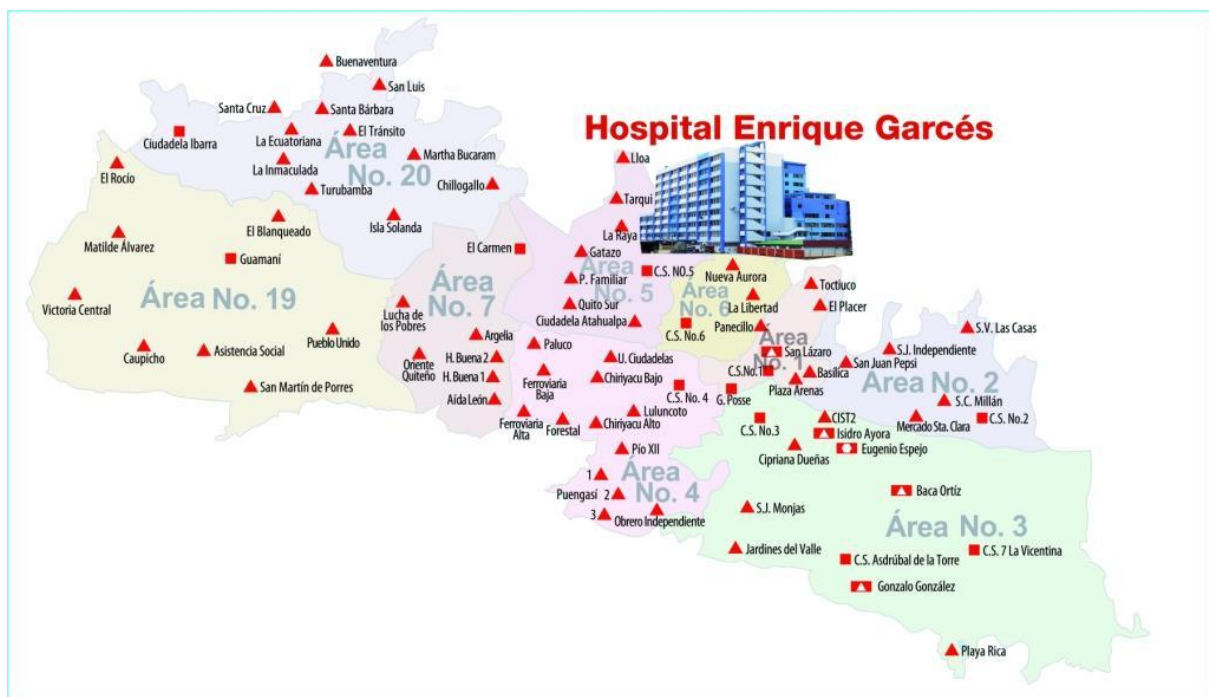 Buenaventura
San Luis
Santa Cruz
Santa Bárbara
Ciudadela Ibarra
La Ecuatoriana
El Tránsito
Área
No. 20
Martha Bucaram
La Inmaculada
El Rocío
Turubamba
Chillogallo
Isla Solanda
Hospital Enrique Garcés
Lloa
Tarqui
La Raya
Gatazo
Área
No. 5
C.S. NO.5
P. Familiar
Quito Sur
Ciudadela Atahualpa
El Blanqueado
Matilde Álvarez
Guamaní
Área No. 19
Victoria Central
Caupicho
Asistencia Social
Pueblo Unido
San Martín de Porres
El Carmen
Área
No. 7
Lucha de
los Pobres
Argelia
Oriente
Quiteño
H. Buena 2
H. Buena 1
Aída León
Nueva Aurora
Área
No. 6
La Libertad
C.S. No.6
Panecillo
Toctiuco
El Placer
Área
No. 1
San Lázaro
C.S.No.1
Plaza Arenas
Basílica
G. Posse
S.V. Las Casas
S.J. Independiente
San Juan Pepsi
Área No. 2
S.C. Millán
Mercado Sta. Clara
C.S. No.2
Paluco
U. Ciudadelas
Ferroviaria
Baja
Chiriyacu Bajo
C.S. No. 4
Ferroviaria
Alta
Forestal
Luluncoto
Chiriyacu Alto
Pío XII
Área
No. 4
1
Puengasí 2
3
Obrero Independiente
C.S. No.3
CIST2
Isidro Ayora
Cipriana Dueñas
Eugenio Espejo
Baca Ortíz
S.J. Monjas
Área No. 3
Jardines del Valle
C.S. Asdrúbal de la Torre
C.S. 7 La Vicentina
Gonzalo González
Playa Rica